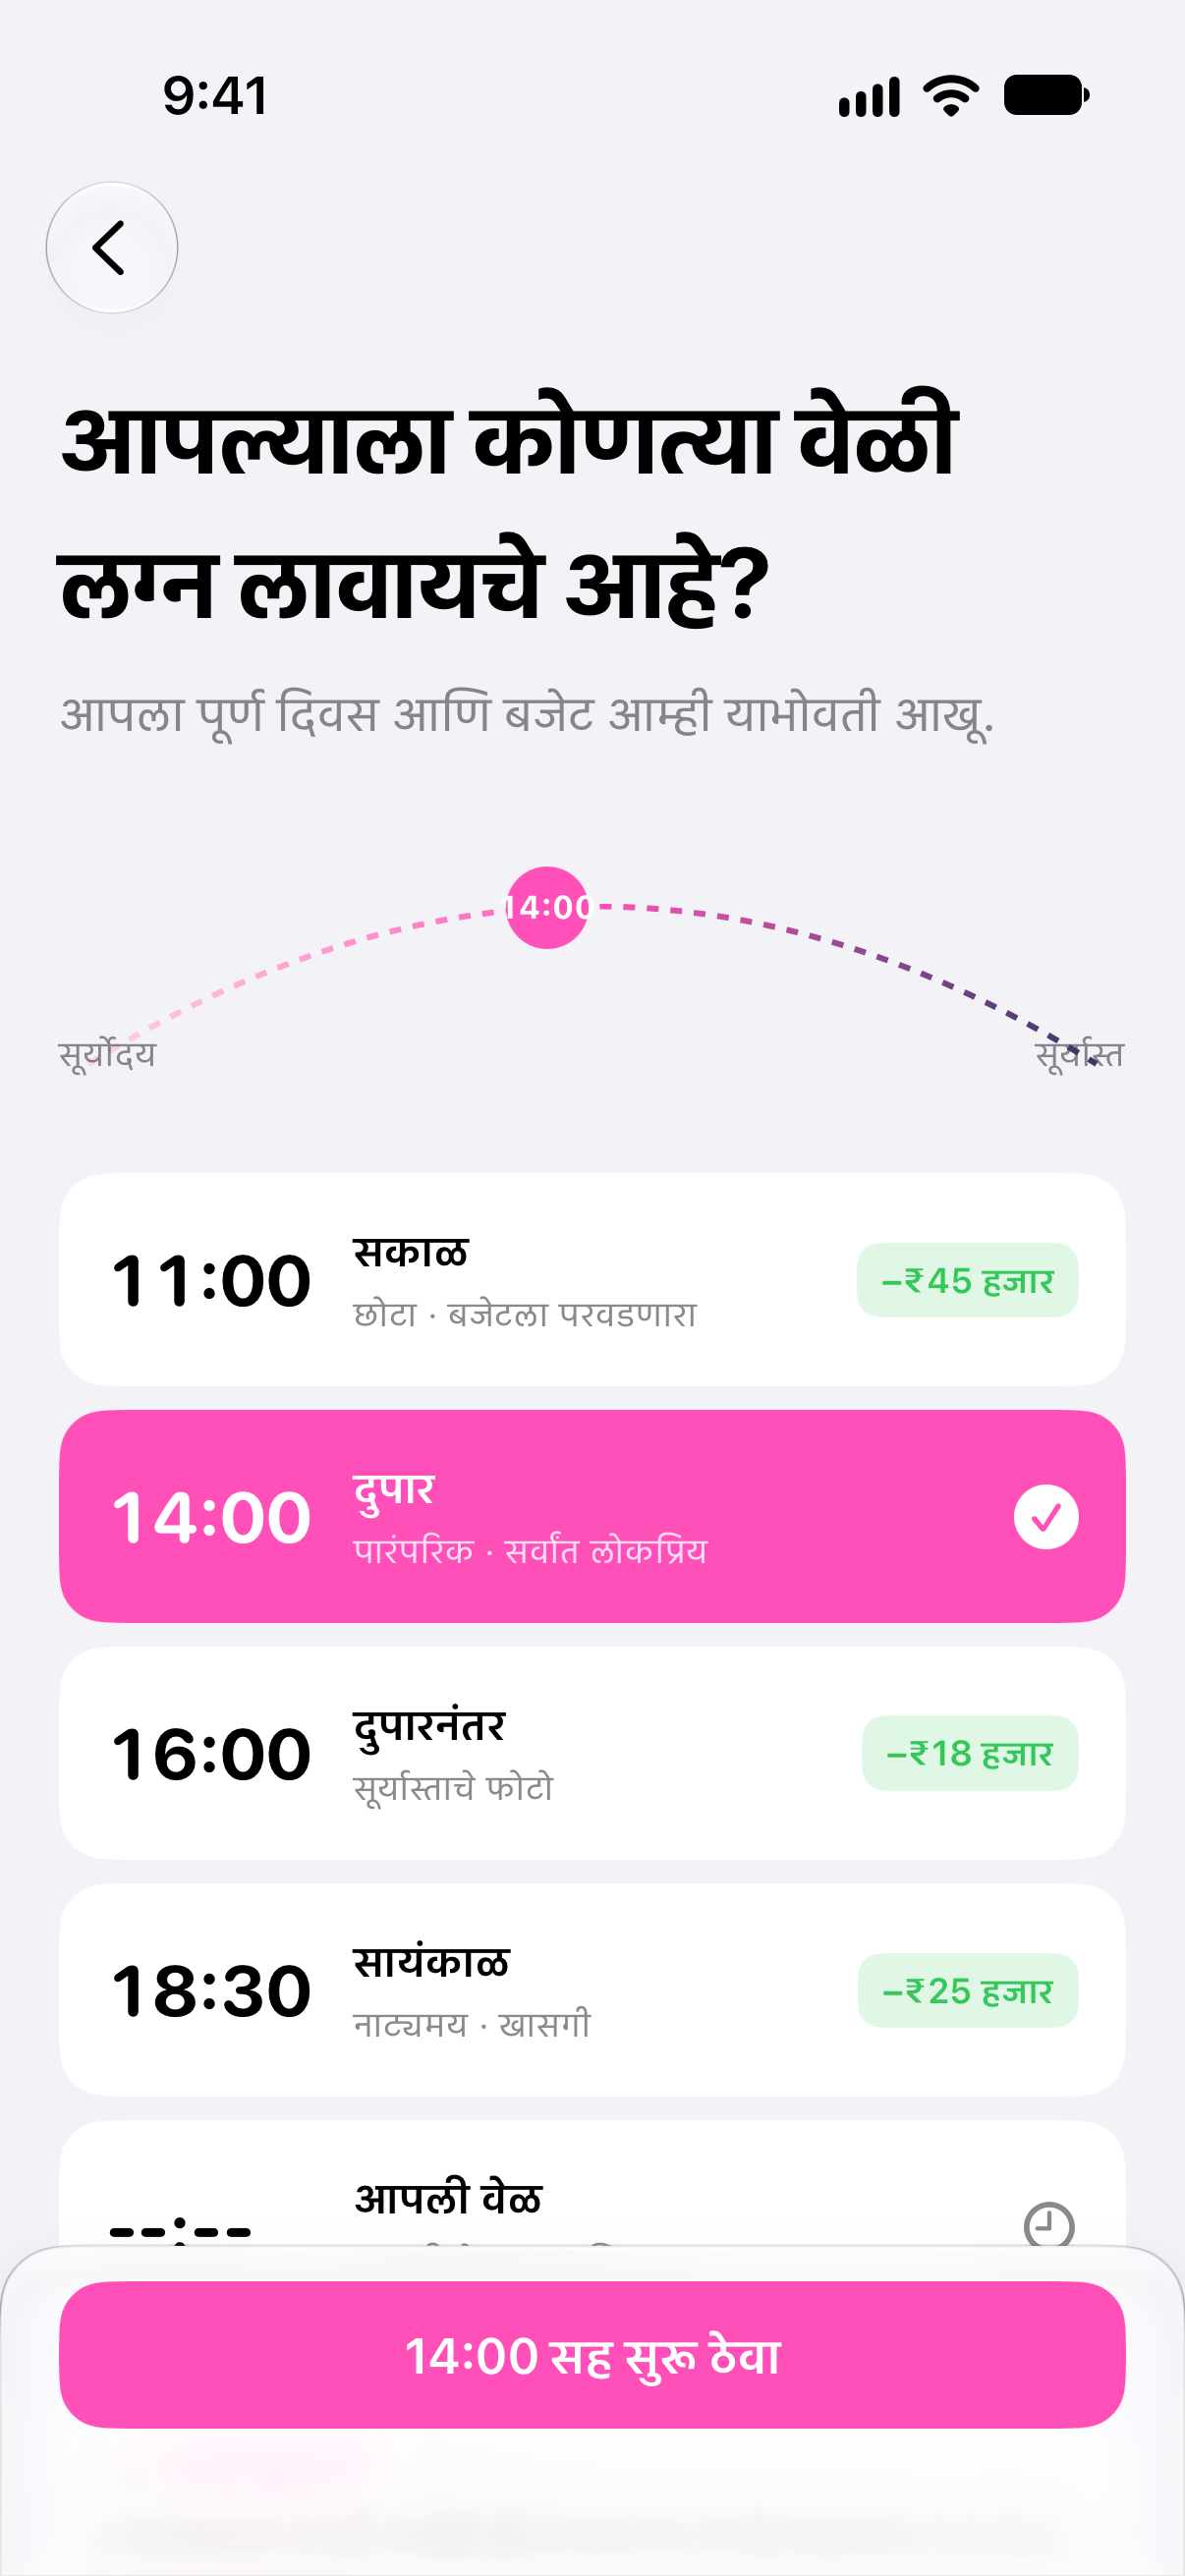 9:41
आपल्याला कोणत्या वेळी
लग्न लावायचे आहे?
आपला पूर्ण दिवस आणि बजेट आम्ही याभोवती आखू.
14:00
सूर्योदय
सूर्यास्त
11:00
सकाळ
छोटा · बजेटला परवडणारा
–₹45 हजार
14:00
दुपार
पारंपरिक · सर्वांत लोकप्रिय
16:00
दुपारनंतर
सूर्यास्ताचे फोटो
–₹18 हजार
18:30
सायंकाळ
नाट्यमय · खासगी
–₹25 हजार
--:--
आपली वेळ
14:00 सह सुरू ठेवा